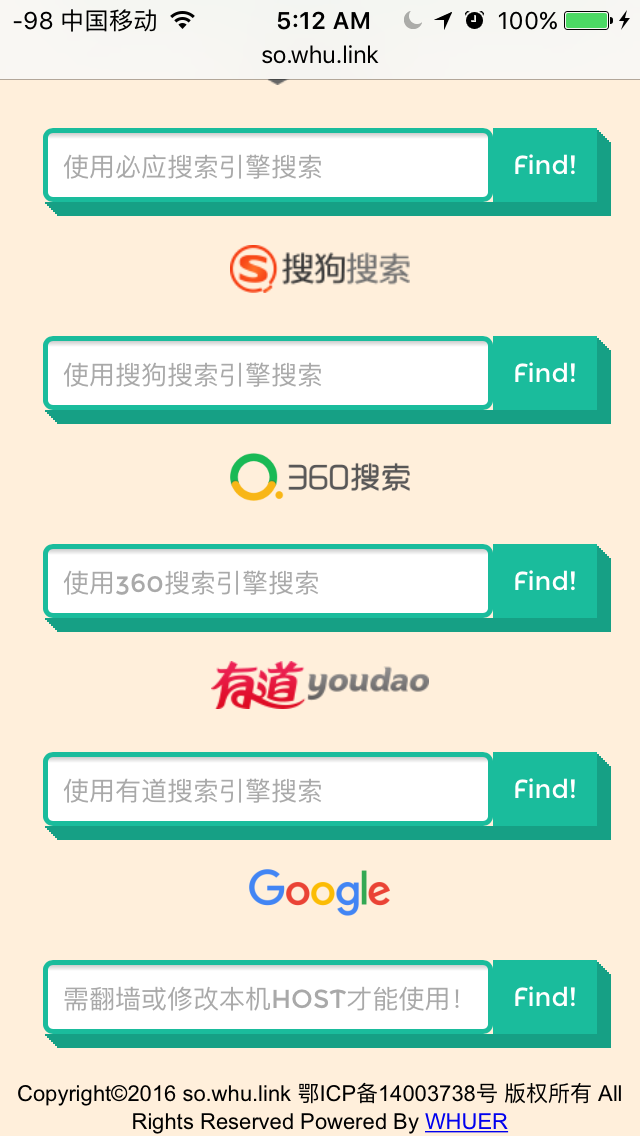 -98 中国移动 5:12 AM 100%
so.whu.link
使用必应搜索引擎搜索 Find!
搜狗搜索
使用搜狗搜索引擎搜索 Find!
360搜索
使用360搜索引擎搜索 Find!
有道 youdao
使用有道搜索引擎搜索 Find!
Google
需翻墙或修改本机HOST才能使用! Find!
Copyright©2016 so.whu.link 鄂ICP备14003738号 版权所有 All
Rights Reserved Powered By WHUER